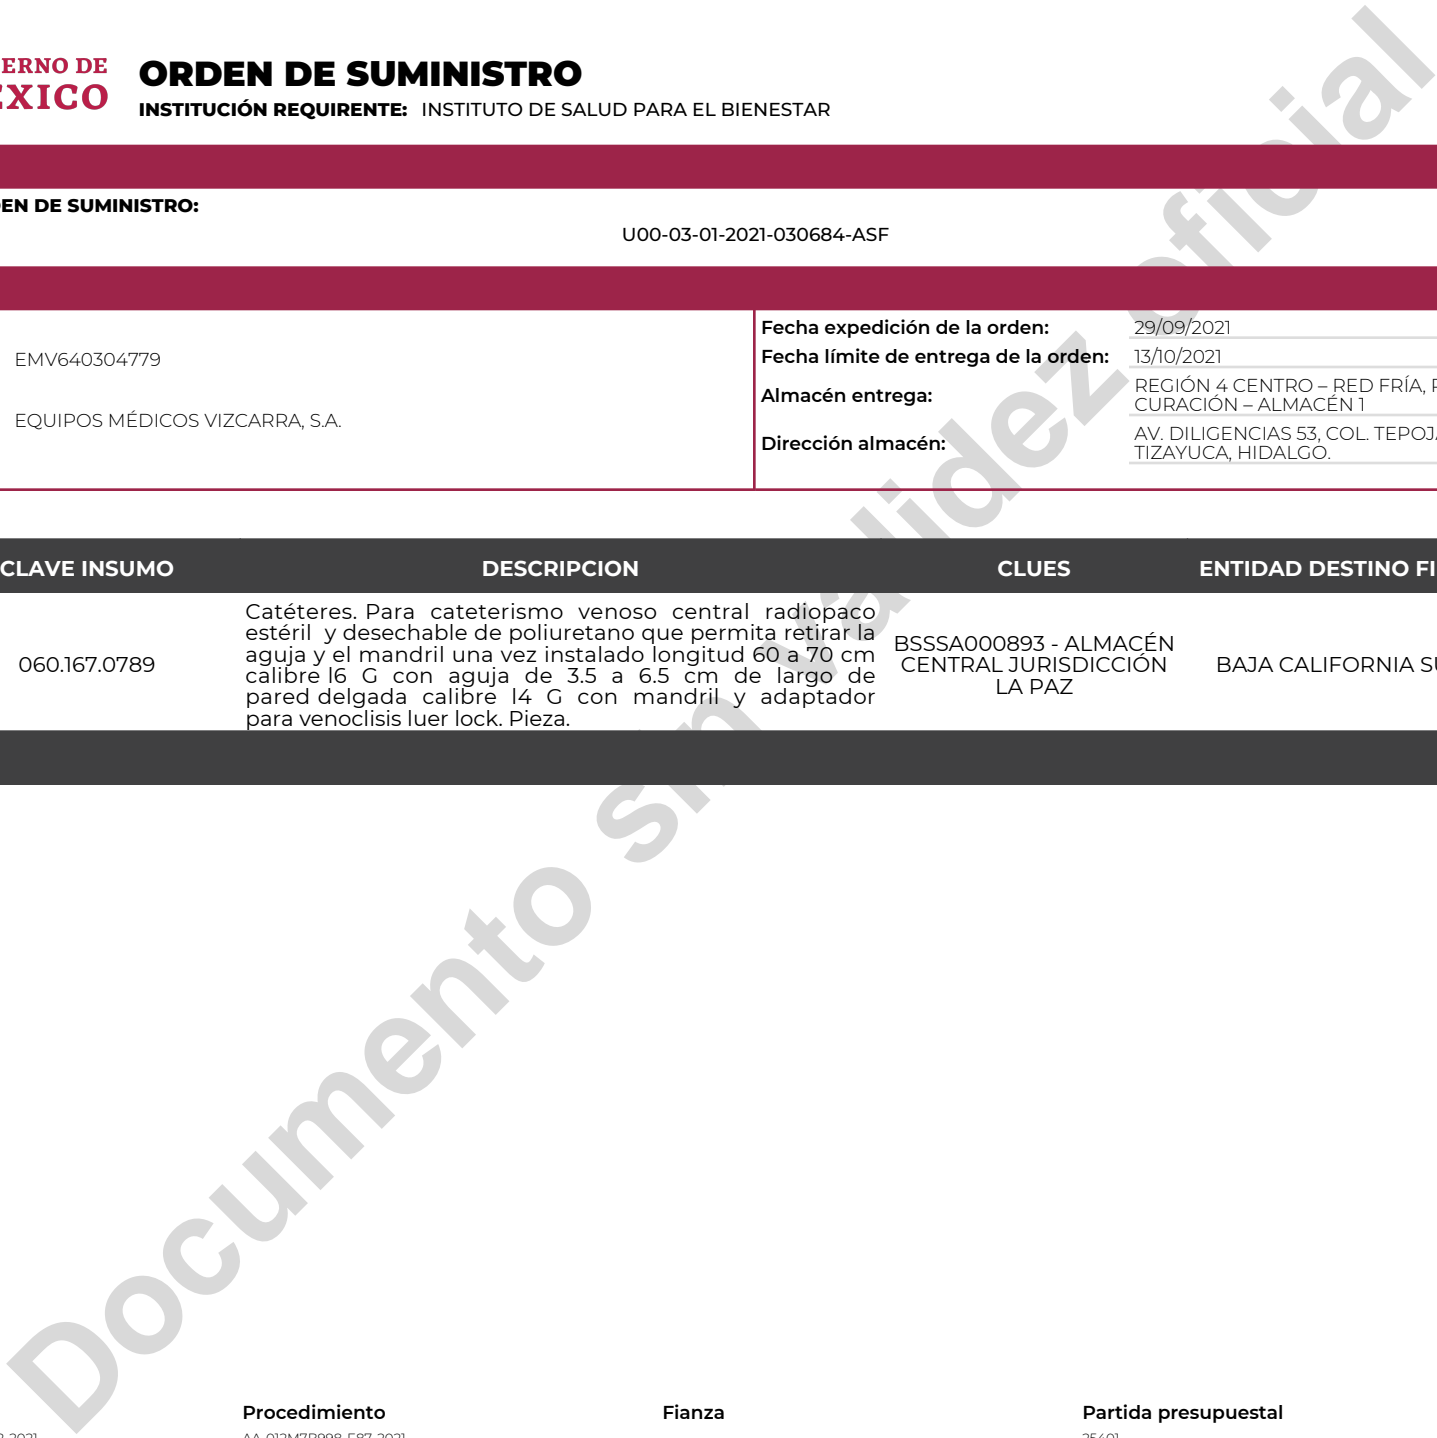 ERNO DE
ÉXICO
ORDEN DE SUMINISTRO
INSTITUCIÓN REQUIRENTE: INSTITUTO DE SALUD PARA EL BIENESTAR
EN DE SUMINISTRO:
U00-03-01-2021-030684-ASF
EMV640304779
EQUIPOS MÉDICOS VIZCARRA, S.A.
Fecha expedición de la orden: 29/09/2021
Fecha límite de entrega de la orden: 13/10/2021
Almacén entrega: REGIÓN 4 CENTRO – RED FRÍA,
CURACIÓN – ALMACÉN 1
Dirección almacén: AV. DILIGENCIAS 53, COL. TEPOJ
TIZAYUCA, HIDALGO.
CLAVE INSUMO DESCRIPCION CLUES ENTIDAD DESTINO FI
060.167.0789
Catéteres. Para cateterismo venoso central radiopaco
estéril y desechable de poliuretano que permita retirar la
aguja y el mandril una vez instalado longitud 60 a 70 cm
calibre l6 G con aguja de 3.5 a 6.5 cm de largo de
pared delgada calibre l4 G con mandril y adaptador
para venoclisis luer lock. Pieza.
BSSSA000893 - ALMACÉN
CENTRAL JURISDICCIÓN
LA PAZ
BAJA CALIFORNIA SU
Documento sin validez oficial
Procedimiento Fianza Partida presupuestal